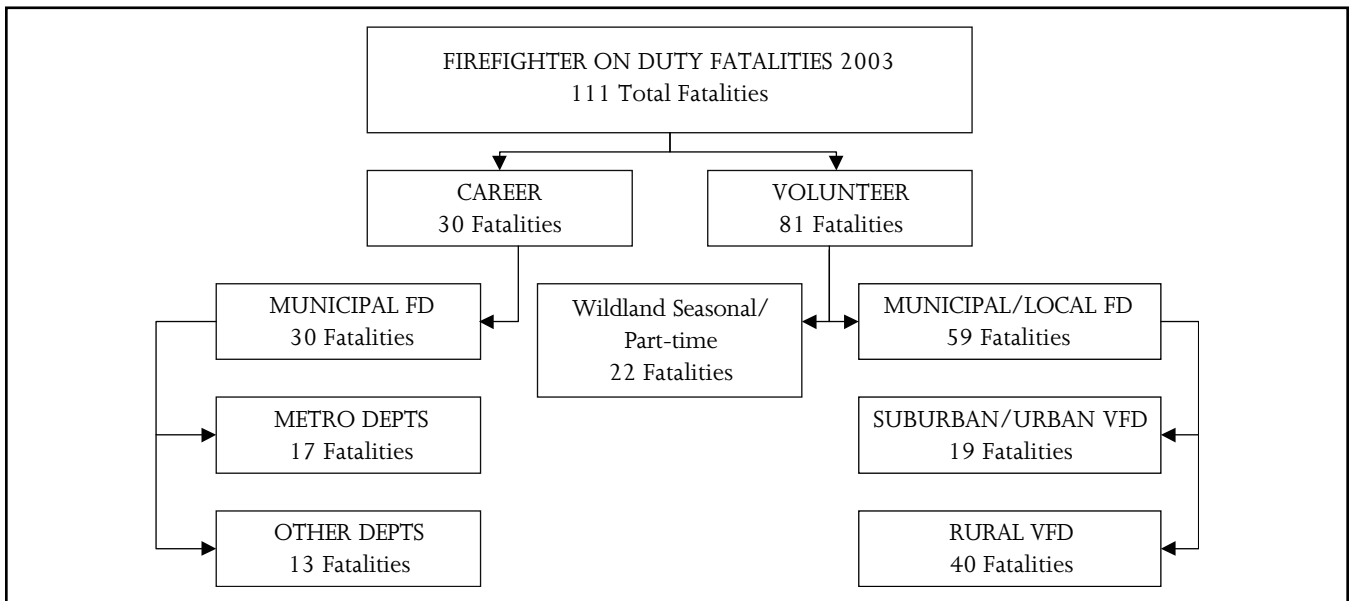 FIREFIGHTER ON DUTY FATALITIES 2003
111 Total Fatalities
CAREER
30 Fatalities
VOLUNTEER
81 Fatalities
MUNICIPAL FD
30 Fatalities
Wildland Seasonal/
Part-time
22 Fatalities
MUNICIPAL/LOCAL FD
59 Fatalities
METRO DEPTS
17 Fatalities
SUBURBAN/URBAN VFD
19 Fatalities
OTHER DEPTS
13 Fatalities
RURAL VFD
40 Fatalities